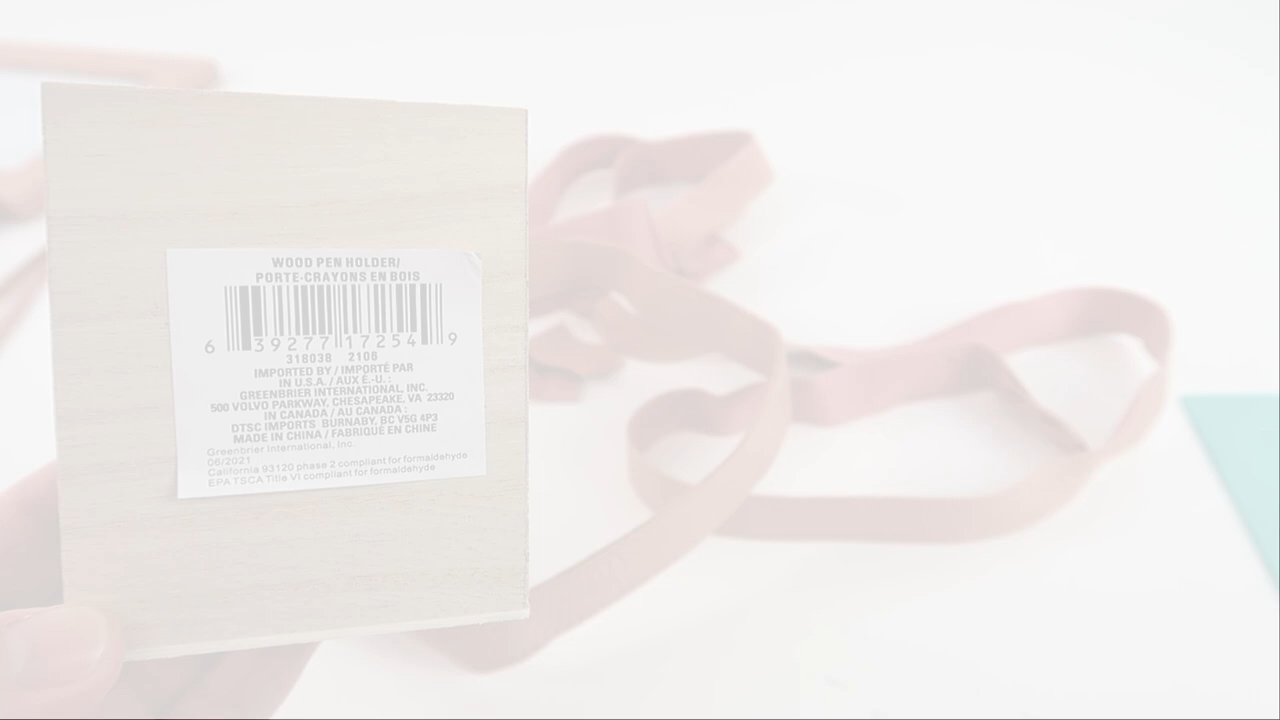 WOOD PEN HOLDER/
PORTE-CRAYONS EN BOIS
6 39277 17254 9
318038 2106
IMPORTED BY / IMPORTÉ PAR
IN U.S.A. / AUX É.-U. :
GREENBRIER INTERNATIONAL, INC.
500 VOLVO PARKWAY, CHESAPEAKE, VA 23320
IN CANADA / AU CANADA :
DTSC IMPORTS BURNABY, BC V5G 4P3
MADE IN CHINA / FABRIQUÉ EN CHINE
Greenbrier International, Inc
06/2021
California 93120 phase 2 compliant for formaldehyde
EPA TSCA Title VI compliant for formaldehyde